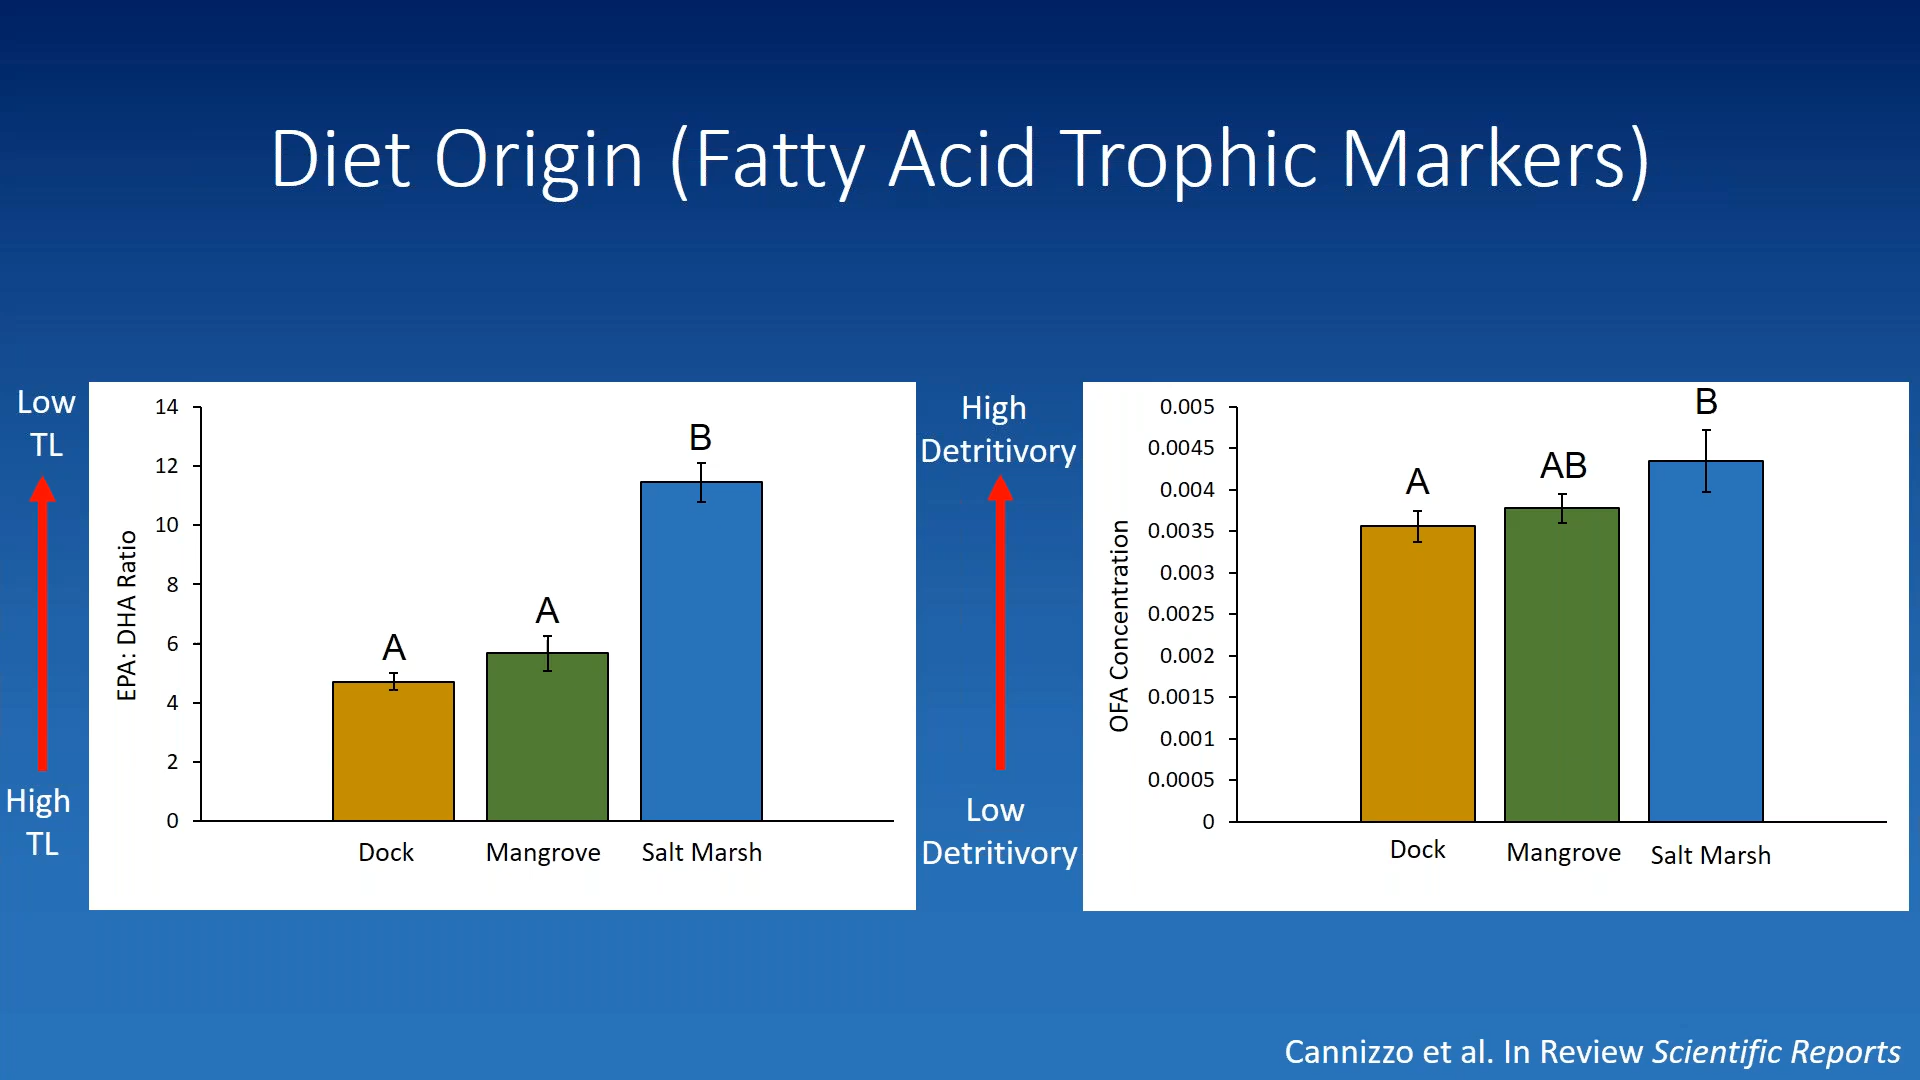 Diet Origin (Fatty Acid Trophic Markers)
Low
TL
High
TL
EPA: DHA Ratio
14
12
10
8
6
4
2
0
A
A
B
Dock
Mangrove
Salt Marsh
High
Detritivory
Low
Detritivory
OFA Concentration
0.005
0.0045
0.004
0.0035
0.003
0.0025
0.002
0.0015
0.001
0.0005
0
A
AB
B
Dock
Mangrove
Salt Marsh
Cannizzo et al. In Review Scientific Reports